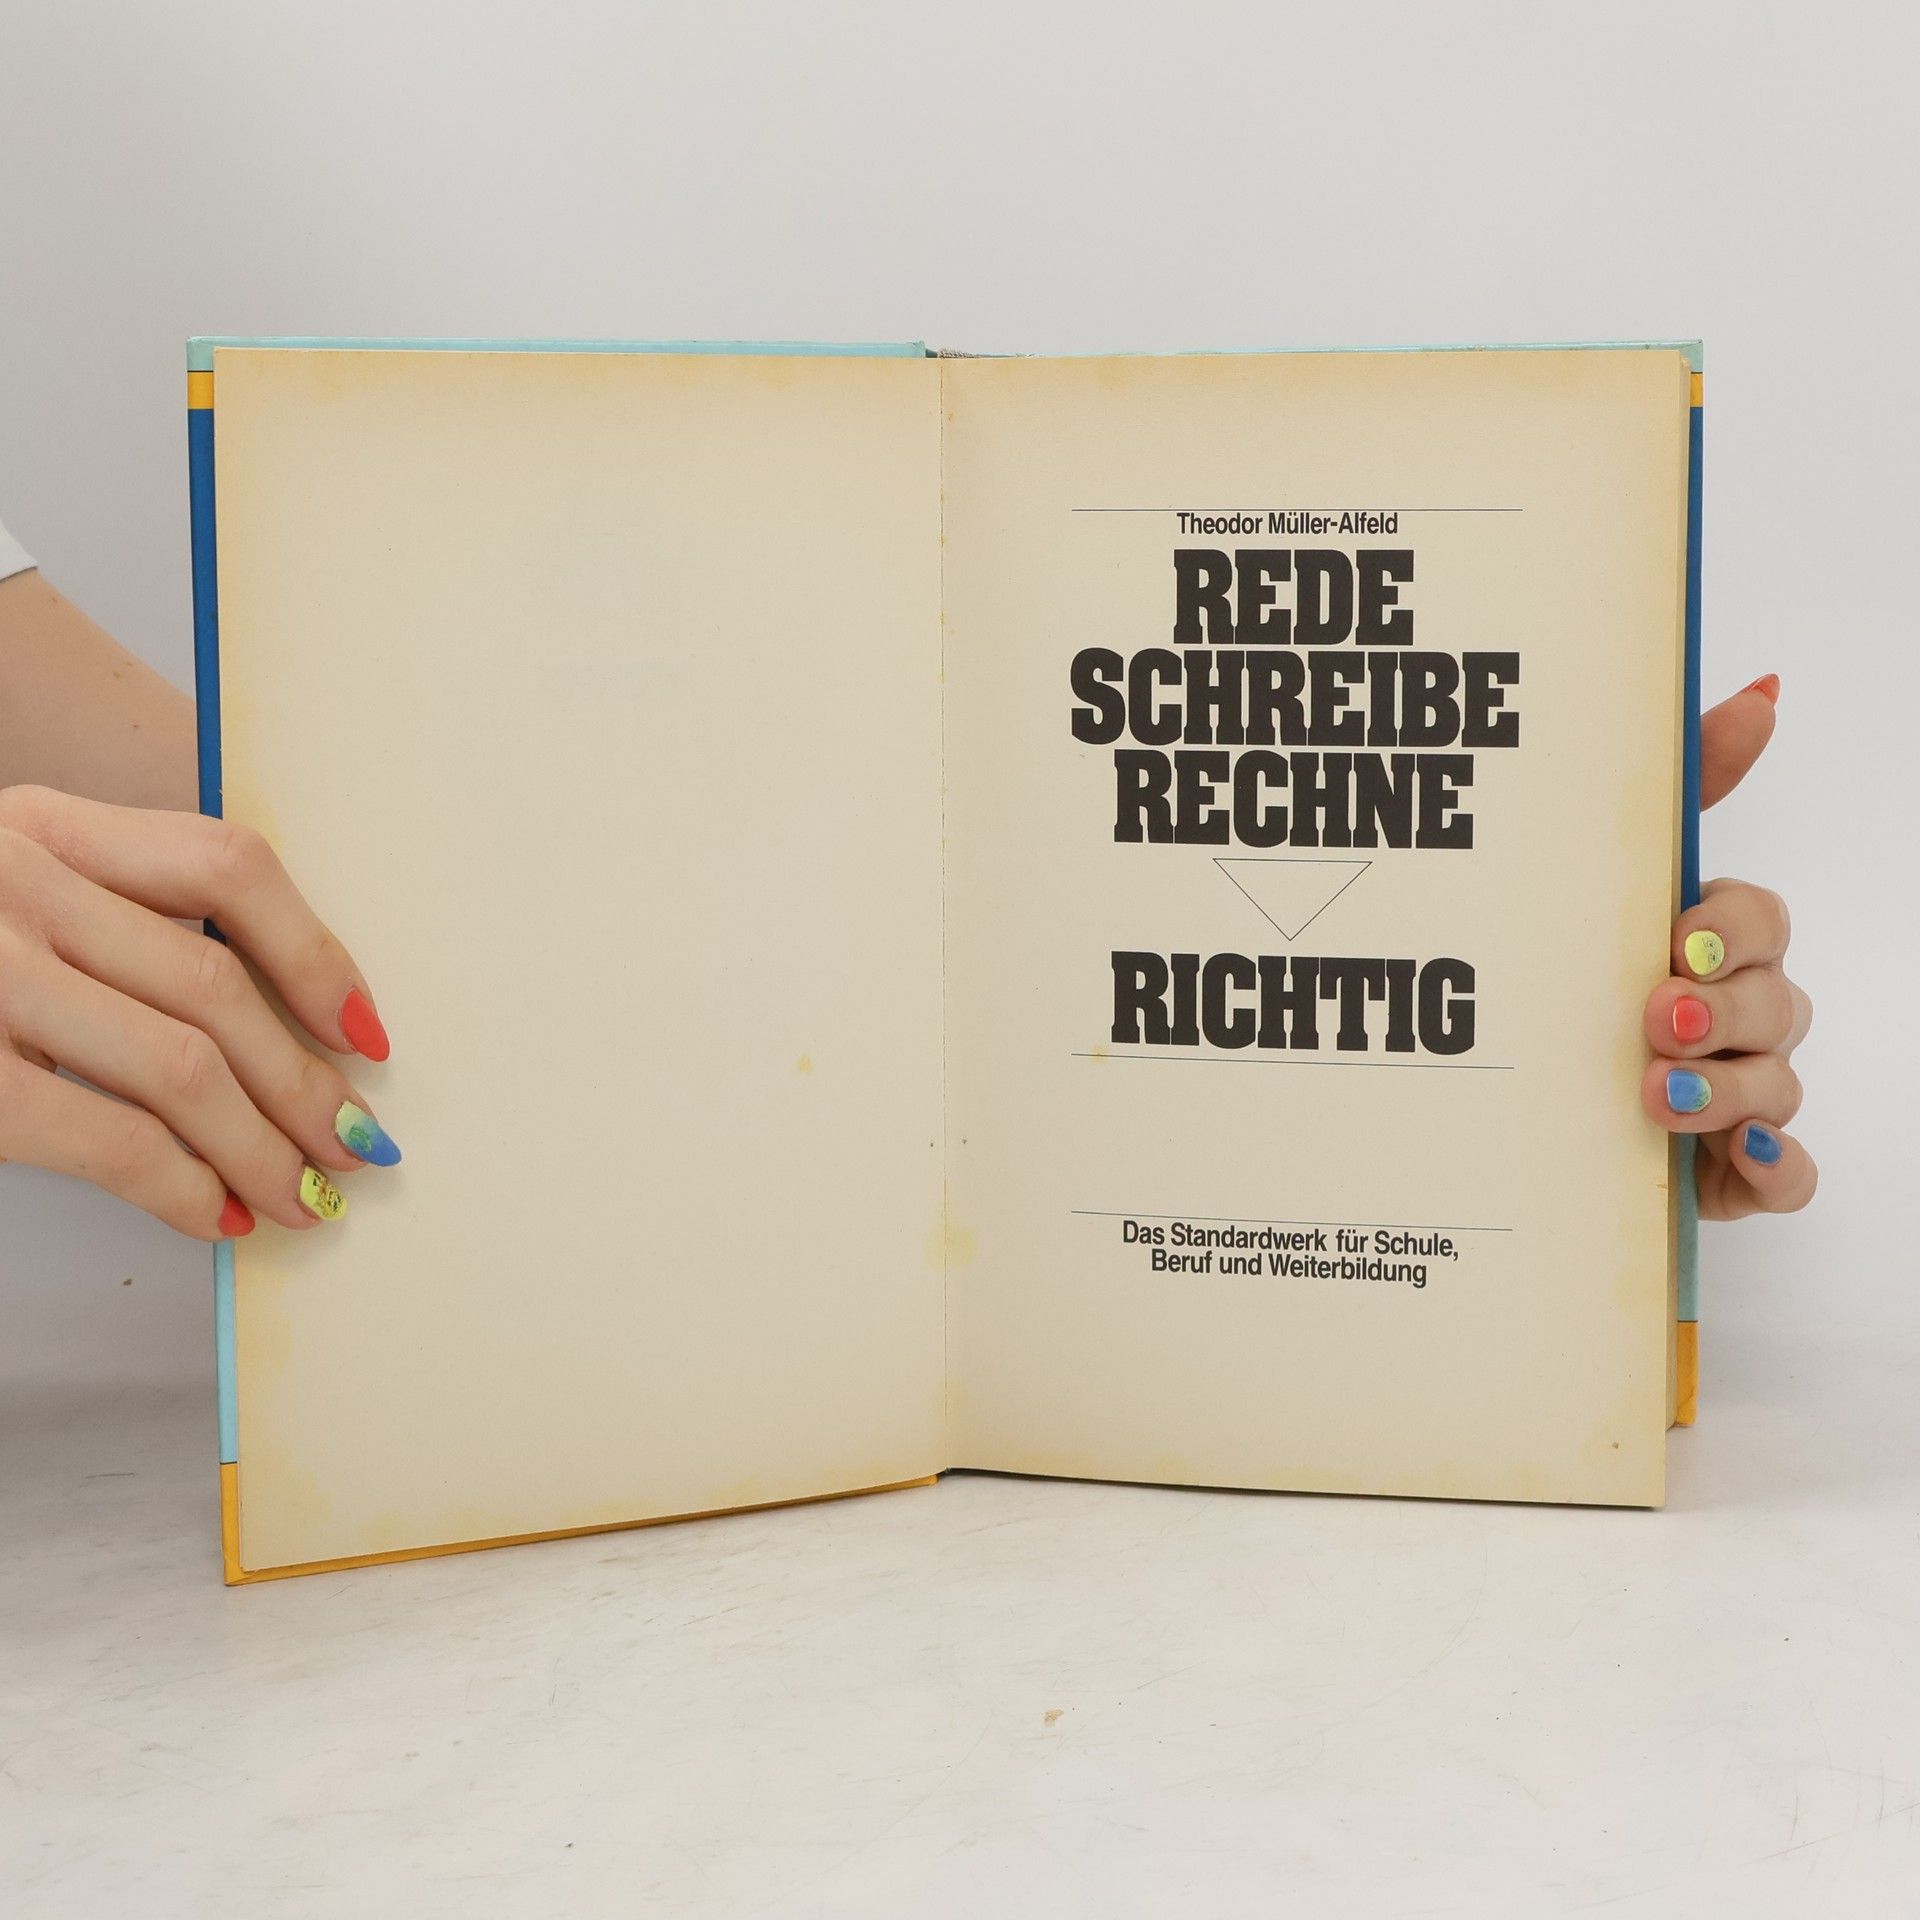 Theodor Müller-Alfeld
REDE
SCHREIBE
RECHNE
RICHTIG
Das Standardwerk für Schule,
Beruf und Weiterbildung